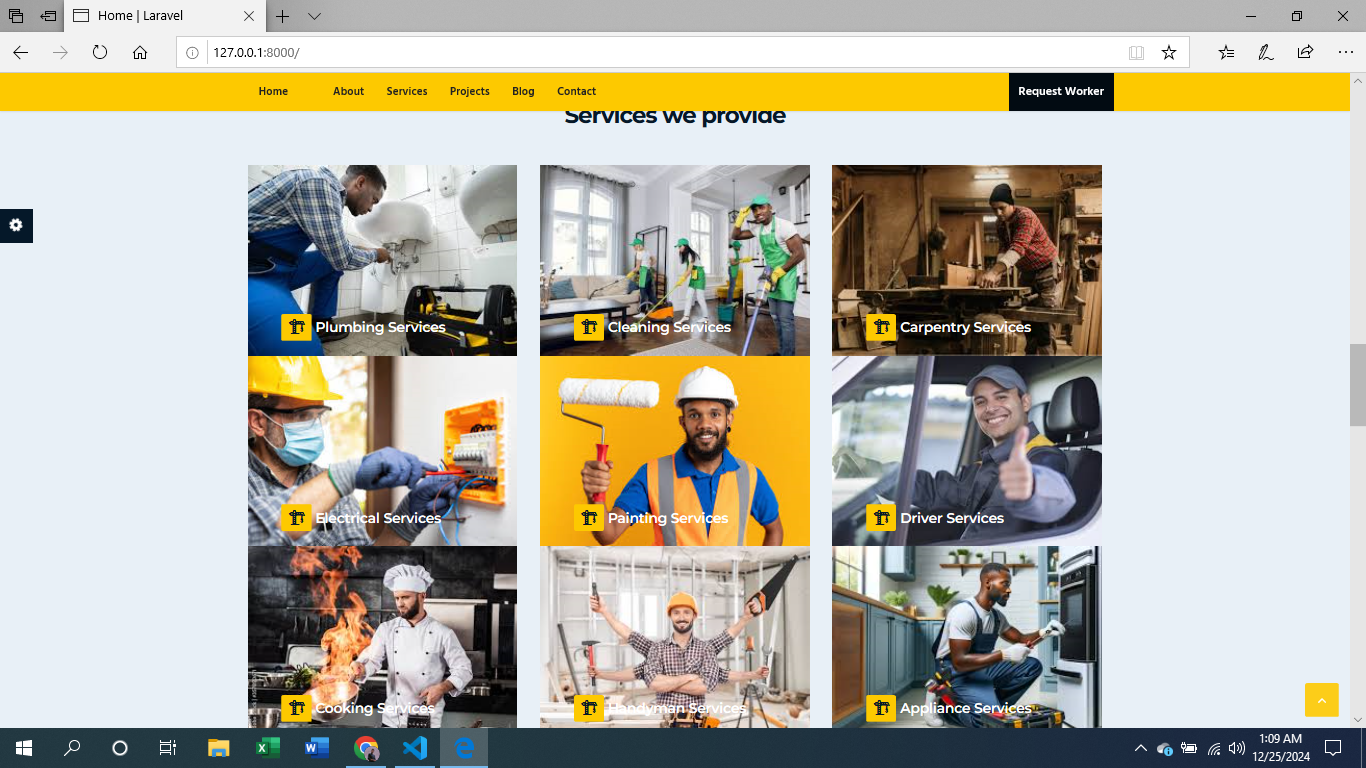 Home | Laravel
127.0.0.1:8000/
Home About Services Projects Blog Contact Request Worker
Services we provide
Plumbing Services Cleaning Services Carpentry Services
Electrical Services Painting Services Driver Services
Cooking Services Handyman Services Appliance Services
1:09 AM
12/25/2024